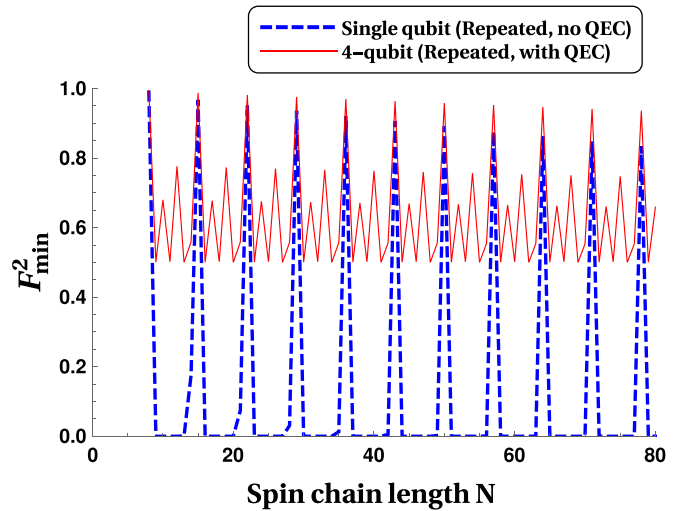 Single qubit (Repeated, no QEC)
4−qubit (Repeated, with QEC)
1.0
0.8
0.6
0.4
0.2
0.0
F²min
0
20
40
60
80
Spin chain length N